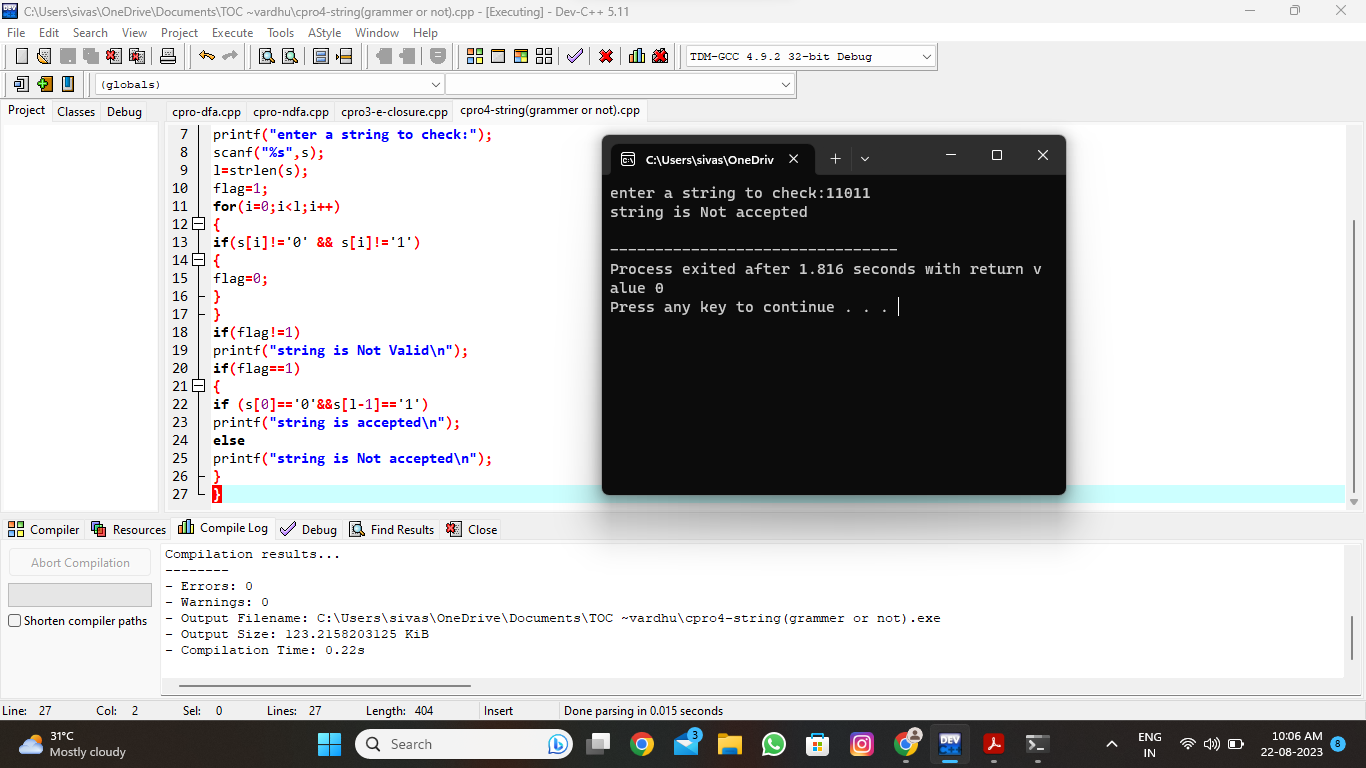 C:\Users\sivas\OneDrive\Documents\TOC ~vardhu\cpro4-string(grammer or not).cpp - [Executing] - Dev-C++ 5.11
File Edit Search View Project Execute Tools AStyle Window Help
TDM-GCC 4.9.2 32-bit Debug
(globals)
Project Classes Debug
cpro-dfa.cpp cpro-ndfa.cpp cpro3-e-closure.cpp cpro4-string(grammer or not).cpp
7 printf("enter a string to check:");
8 scanf("%s",s);
9 l=strlen(s);
10 flag=1;
11 for(i=0;i<l;i++)
12 {
13 if(s[i]!='0' && s[i]!='1')
14 {
15 flag=0;
16 }
17 }
18 if(flag!=1)
19 printf("string is Not Valid\n");
20 if(flag==1)
21 {
22 if (s[0]=='0'&&s[l-1]=='1')
23 printf("string is accepted\n");
24 else
25 printf("string is Not accepted\n");
26 }
27 }
C:\Users\sivas\OneDriv
enter a string to check:11011
string is Not accepted
--------------------------------
Process exited after 1.816 seconds with return v
alue 0
Press any key to continue . . .
Compiler Resources Compile Log Debug Find Results Close
Abort Compilation
Shorten compiler paths
Compilation results...
--------
- Errors: 0
- Warnings: 0
- Output Filename: C:\Users\sivas\OneDrive\Documents\TOC ~vardhu\cpro4-string(grammer or not).exe
- Output Size: 123.2158203125 KiB
- Compilation Time: 0.22s
Line: 27 Col: 2 Sel: 0 Lines: 27 Length: 404 Insert Done parsing in 0.015 seconds
31°C
Mostly cloudy
Search
3
DEV
ENG
IN
10:06 AM
22-08-2023
8